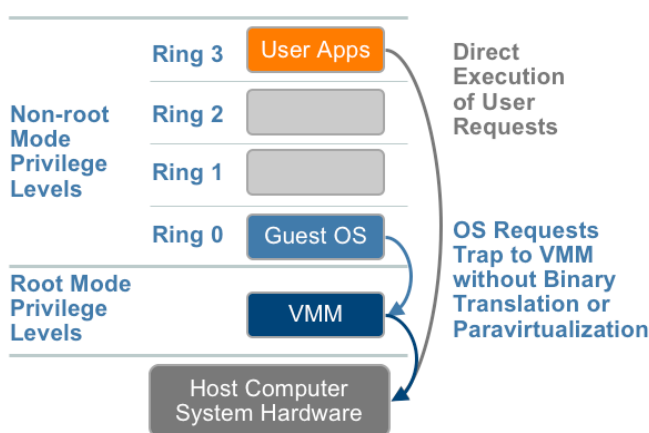 Ring 3
User Apps
Direct
Execution
of User
Requests
Non-root
Mode
Privilege
Levels
Ring 2
Ring 1
Ring 0
Guest OS
OS Requests
Trap to VMM
without Binary
Translation or
Paravirtualization
Root Mode
Privilege
Levels
VMM
Host Computer
System Hardware